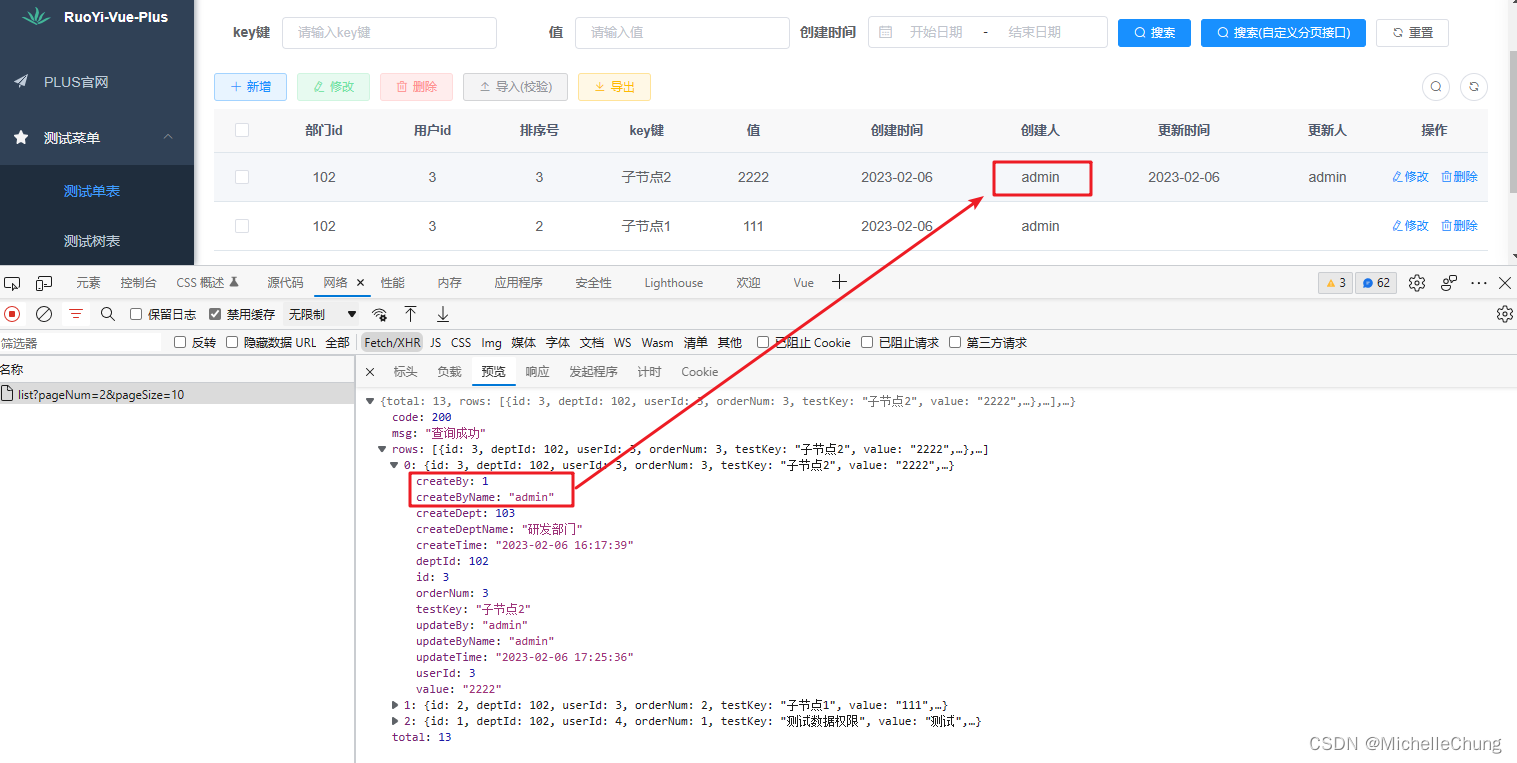 RuoYi-Vue-Plus
PLUS官网
测试菜单
测试单表
测试树表
key键 请输入key键 值 请输入值 创建时间 开始日期 - 结束日期 搜索 搜索(自定义分页接口) 重置
新增 修改 删除 导入(校验) 导出
部门id 用户id 排序号 key键 值 创建时间 创建人 更新时间 更新人 操作
102 3 3 子节点2 2222 2023-02-06 admin 2023-02-06 admin 修改 删除
102 3 2 子节点1 111 2023-02-06 admin 修改 删除
元素 控制台 CSS 概述 源代码 网络 性能 内存 应用程序 安全性 Lighthouse 欢迎 Vue 3 62
保留日志 禁用缓存 无限制
筛选器 反转 隐藏数据 URL 全部 Fetch/XHR JS CSS Img 媒体 字体 文档 WS Wasm 清单 其他 已阻止 Cookie 已阻止请求 第三方请求
名称
list?pageNum=2&pageSize=10
标头 负载 预览 响应 发起程序 计时 Cookie
{total: 13, rows: [{id: 3, deptId: 102, userId: 3, orderNum: 3, testKey: "子节点2", value: "2222",…},…],…}
code: 200
msg: "查询成功"
rows: [{id: 3, deptId: 102, userId: 3, orderNum: 3, testKey: "子节点2", value: "2222",…},…]
0: {id: 3, deptId: 102, userId: 3, orderNum: 3, testKey: "子节点2", value: "2222",…}
createBy: 1
createByName: "admin"
createDept: 103
createDeptName: "研发部门"
createTime: "2023-02-06 16:17:39"
deptId: 102
id: 3
orderNum: 3
testKey: "子节点2"
updateBy: "admin"
updateByName: "admin"
updateTime: "2023-02-06 17:25:36"
userId: 3
value: "2222"
1: {id: 2, deptId: 102, userId: 3, orderNum: 2, testKey: "子节点1", value: "111",…}
2: {id: 1, deptId: 102, userId: 4, orderNum: 1, testKey: "测试数据权限", value: "测试",…}
total: 13
CSDN @MichelleChung